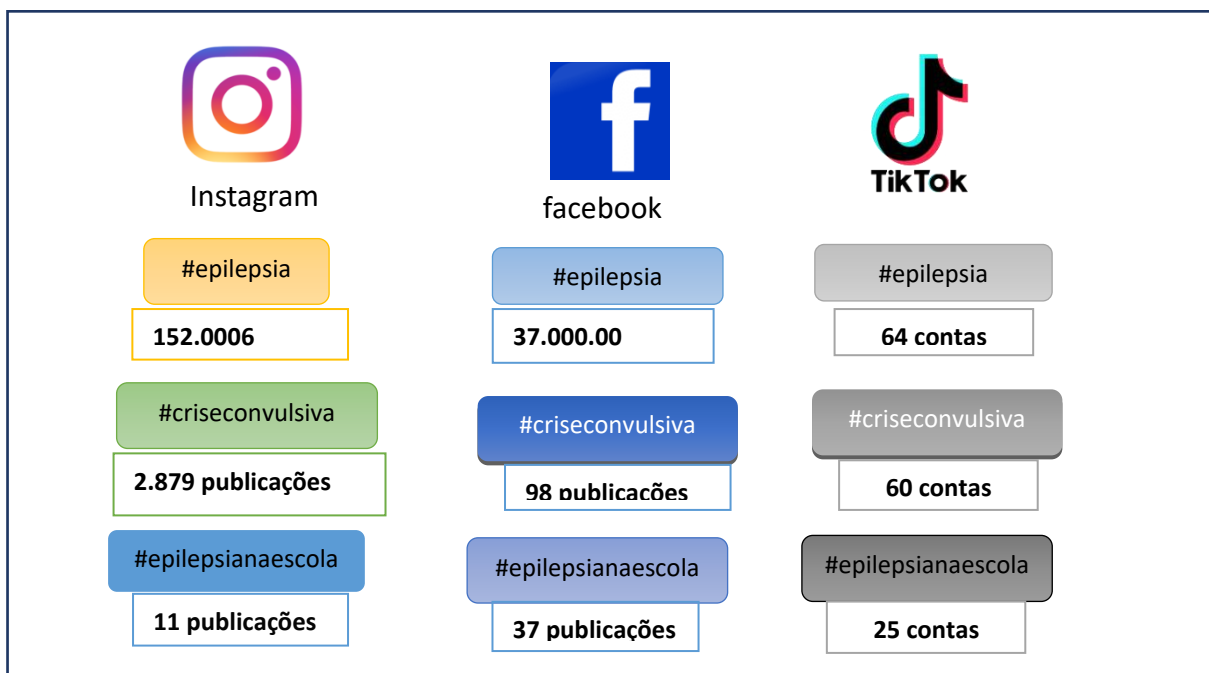 Instagram
facebook
TikTok
#epilepsia
152.0006
#epilepsia
37.000.00
#epilepsia
64 contas
#criseconvulsiva
2.879 publicações
#criseconvulsiva
98 publicações
#criseconvulsiva
60 contas
#epilepsianaescola
11 publicações
#epilepsianaescola
37 publicações
#epilepsianaescola
25 contas